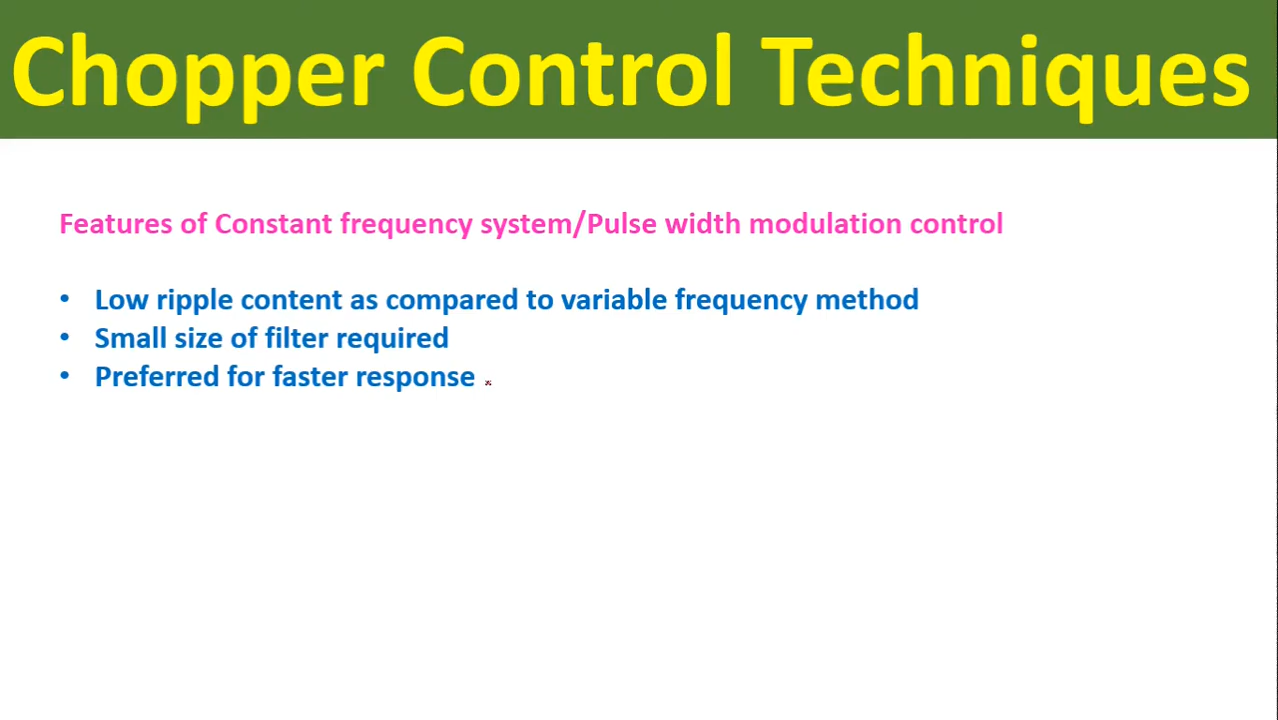 Chopper Control Techniques
Features of Constant frequency system/Pulse width modulation control
• Low ripple content as compared to variable frequency method
• Small size of filter required
• Preferred for faster response